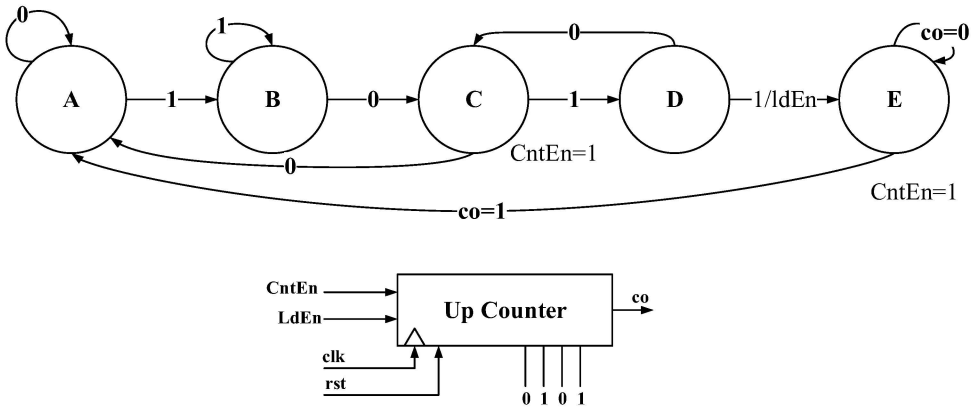 0
1
0
co=0
A
1
B
0
C
1
D
1/ldEn
E
0
CntEn=1
CntEn=1
co=1
CntEn
LdEn
Up Counter
co
clk
rst
0 1 0 1